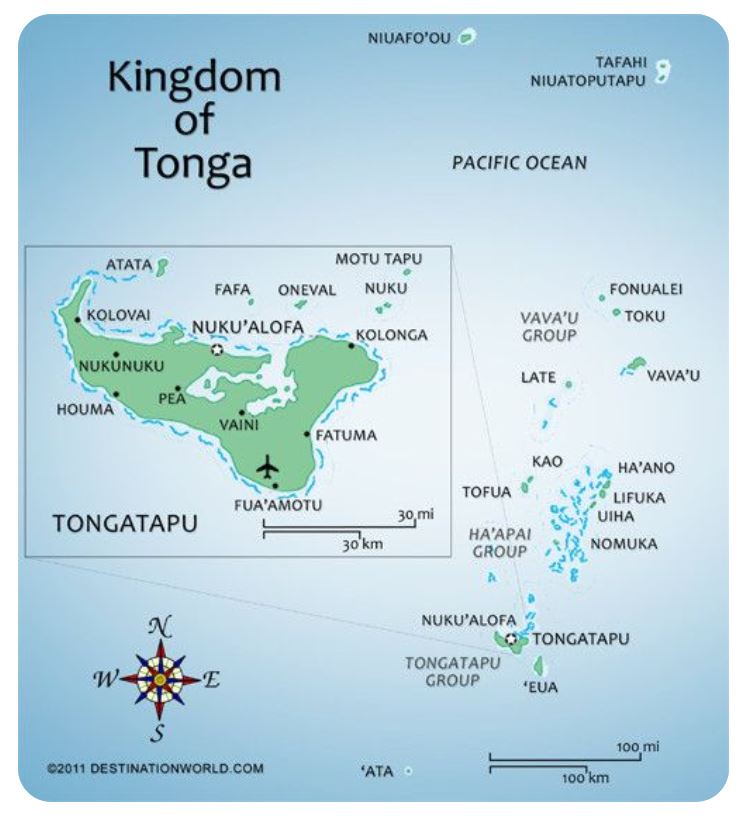 NIUAFO'OU
TAFAHI
NIUATOPUTAPU
Kingdom
of
Tonga
PACIFIC OCEAN
ATATA
MOTU TAPU
FAFA
ONEVAL
NUKU
KOLOVAI
NUKU'ALOFA
KOLONGA
NUKUNUKU
PEA
HOUMA
VAINI
FATUMA
FUA'AMOTU
TONGATAPU
30 mi
30 km
FONUALEI
TOKU
VAVA'U
GROUP
LATE
VAVA'U
KAO
HA'ANO
TOFUA
LIFUKA
UIHA
HA'APAI
GROUP
NOMUKA
NUKU'ALOFA
TONGATAPU
TONGATAPU
GROUP
'EUA
N
W
E
S
©2011 DESTINATIONWORLD.COM
'ATA
100 mi
100 km